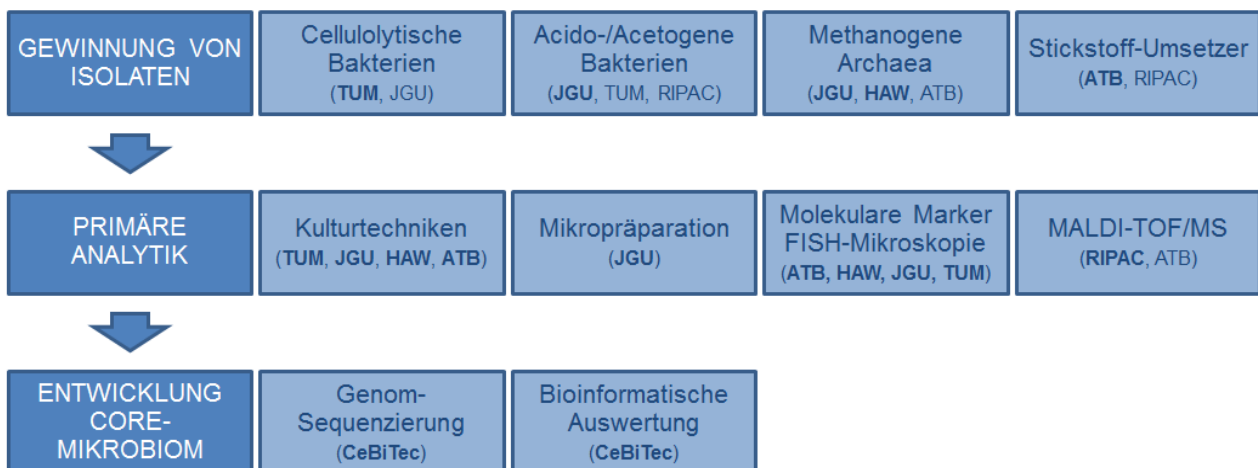 GEWINNUNG VON
ISOLATEN
Cellulolytische
Bakterien
(TUM, JGU)
Acido-/Acetogene
Bakterien
(JGU, TUM, RIPAC)
Methanogene
Archaea
(JGU, HAW, ATB)
Stickstoff-Umsetzer
(ATB, RIPAC)
PRIMÄRE
ANALYTIK
Kulturtechniken
(TUM, JGU, HAW, ATB)
Mikropräparation
(JGU)
Molekulare Marker
FISH-Mikroskopie
(ATB, HAW, JGU, TUM)
MALDI-TOF/MS
(RIPAC, ATB)
ENTWICKLUNG
CORE-
MIKROBIOM
Genom-
Sequenzierung
(CeBiTec)
Bioinformatische
Auswertung
(CeBiTec)